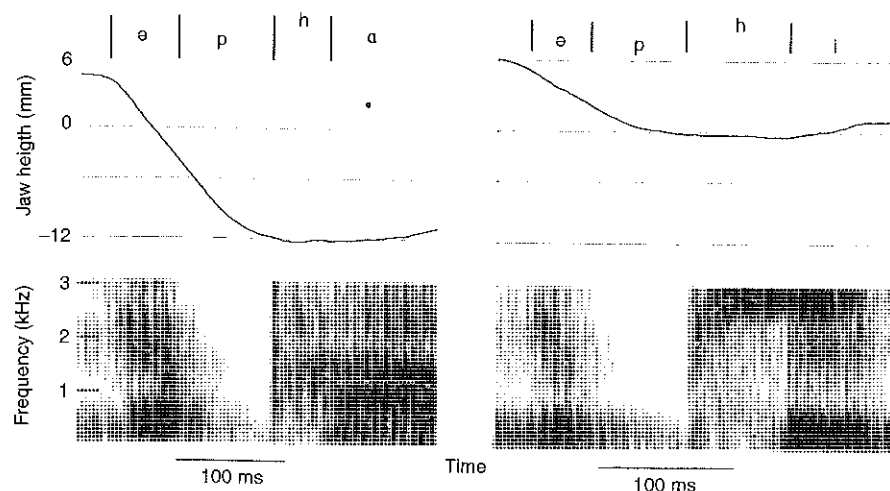 ə p h ɑ
ə p h i
6
0
-12
Jaw heigth (mm)
3
2
1
Frequency (kHz)
100 ms
Time
100 ms